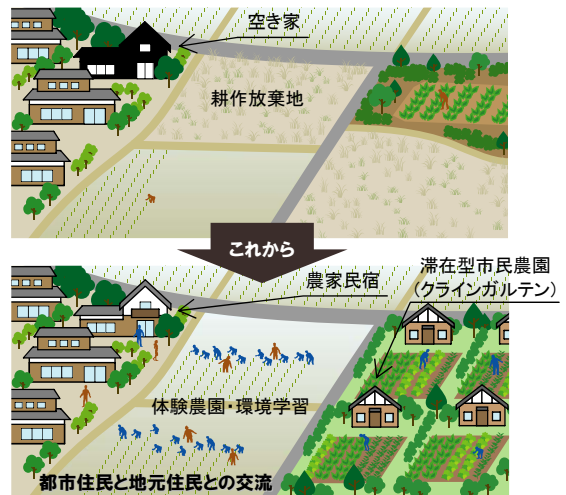 空き家
耕作放棄地
これから
農家民宿
滞在型市民農園
(クラインガルテン)
体験農園・環境学習
都市住民と地元住民との交流